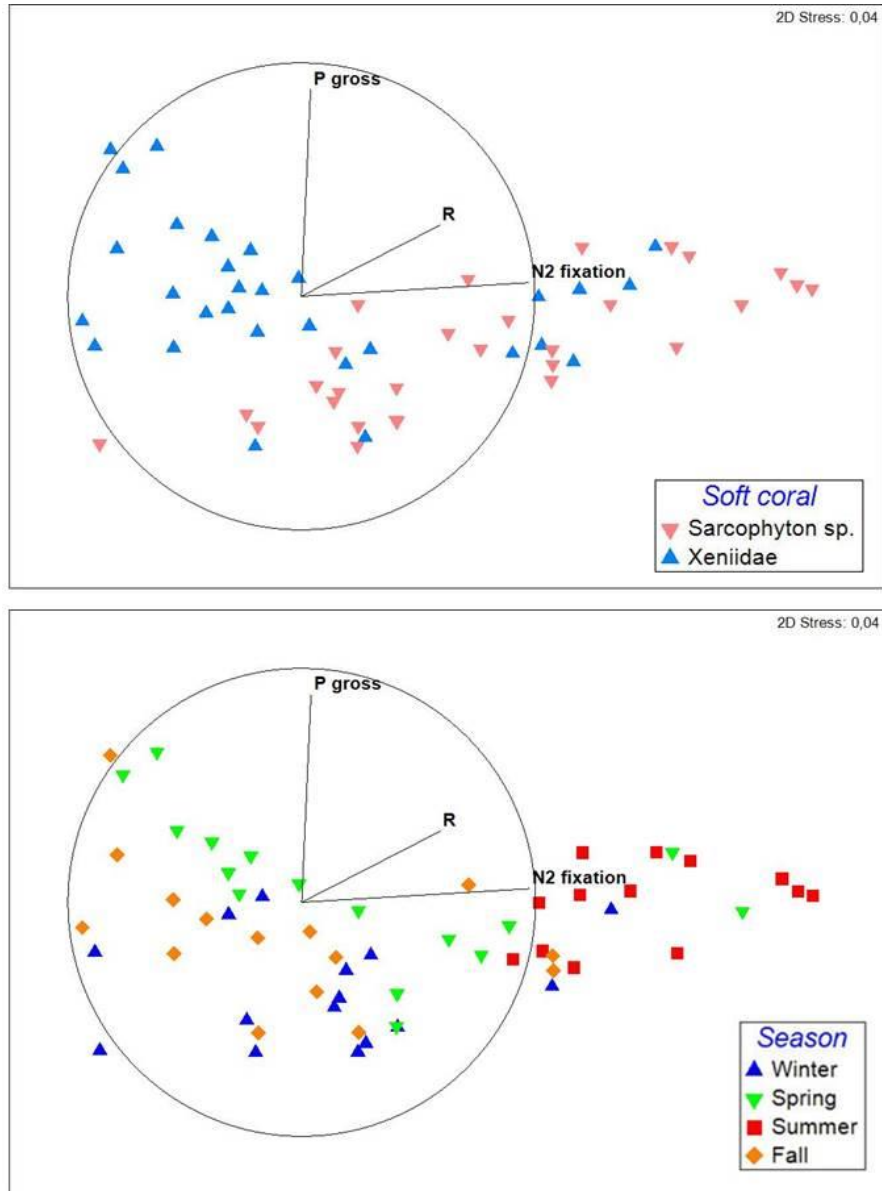 2D Stress: 0,04
P gross
R
N2 fixation
Soft coral
Sarcophyton sp.
Xeniidae
2D Stress: 0,04
P gross
R
N2 fixation
Season
Winter
Spring
Summer
Fall